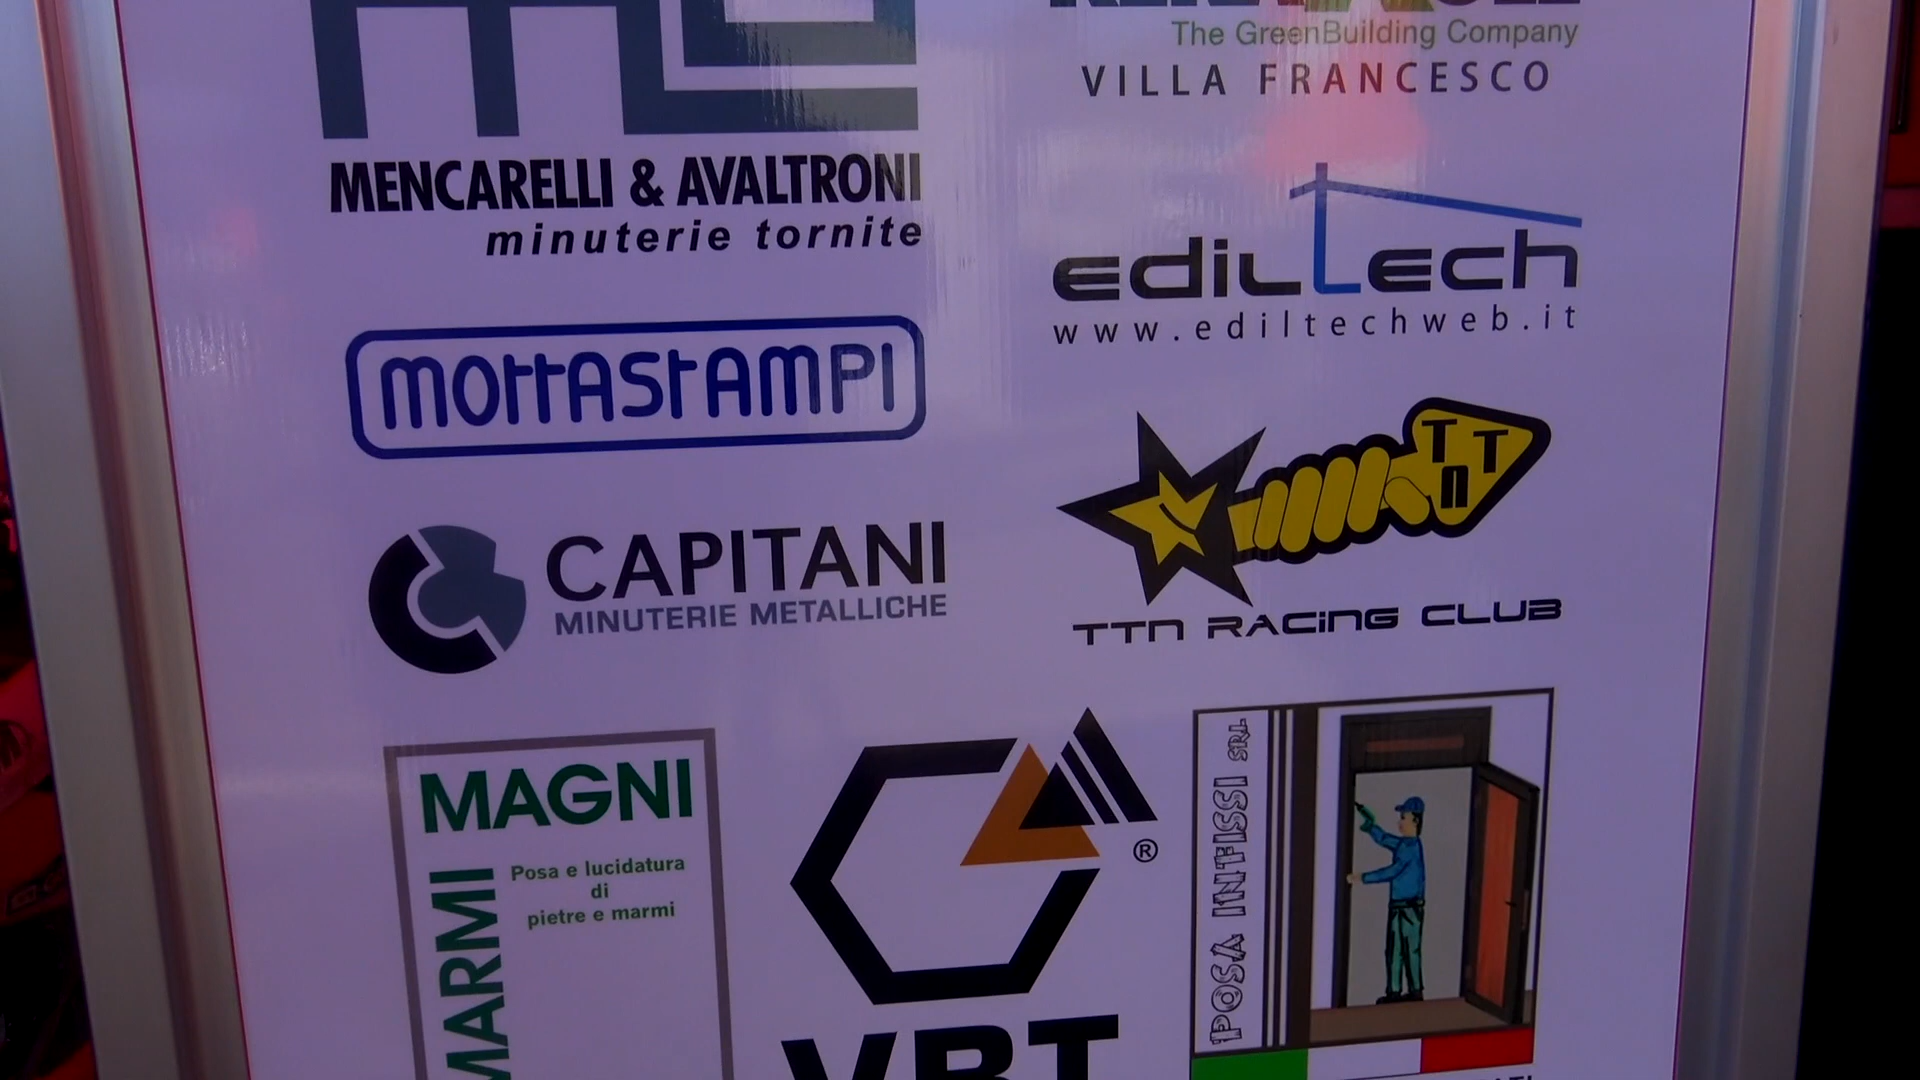 MENCARELLI & AVALTRONI
minuterie tornite
The GreenBuilding Company
VILLA FRANCESCO
EDILTECH
www.ediltechweb.it
MOTTASTAMPI
CAPITANI
MINUTERIE METALLICHE
TTn
TTN RACING CLUB
MAGNI
MARMI
Posa e lucidatura
di
pietre e marmi
®
VBT
POSA INFISSI SRL